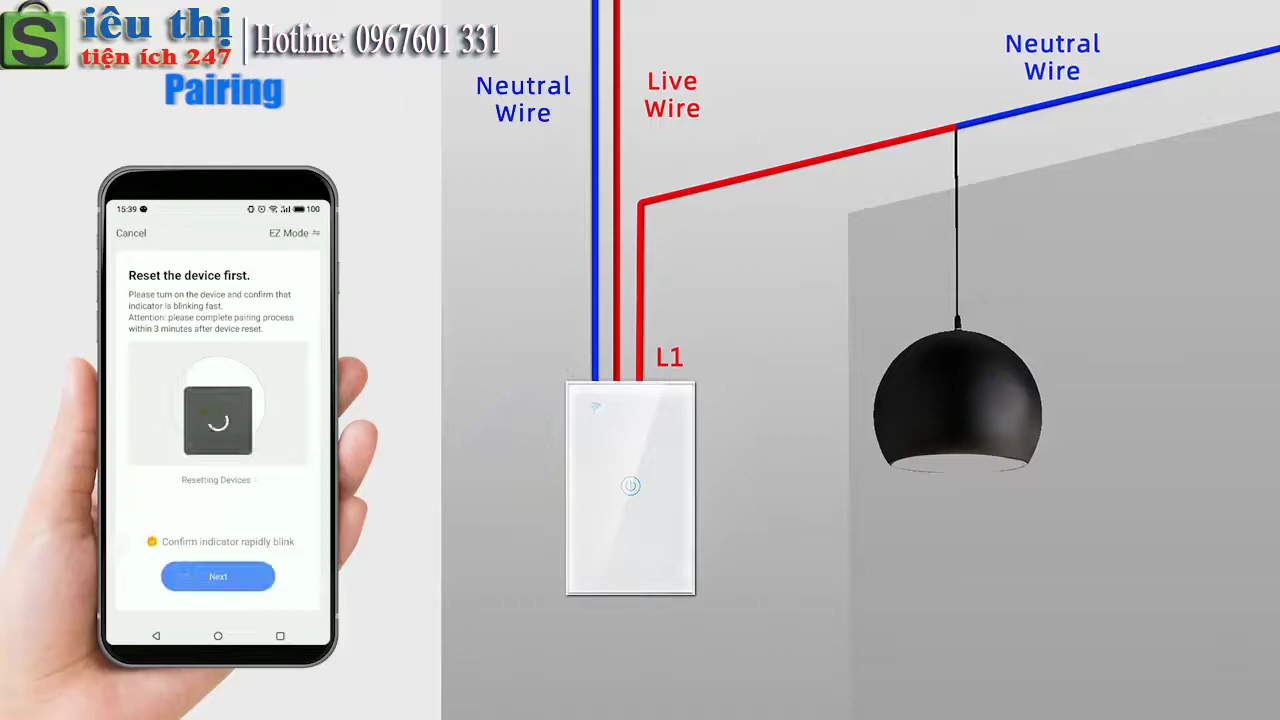 Siêu thị
tiện ích 247
Hotline: 0967601 331
Pairing
15:39
100
Cancel
EZ Mode
Reset the device first.
Please turn on the device and confirm that
indicator is blinking fast.
Attention: please complete pairing process
within 3 minutes after device reset.
Resetting Devices
Confirm indicator rapidly blink
Next
Neutral
Wire
Live
Wire
L1
Neutral
Wire